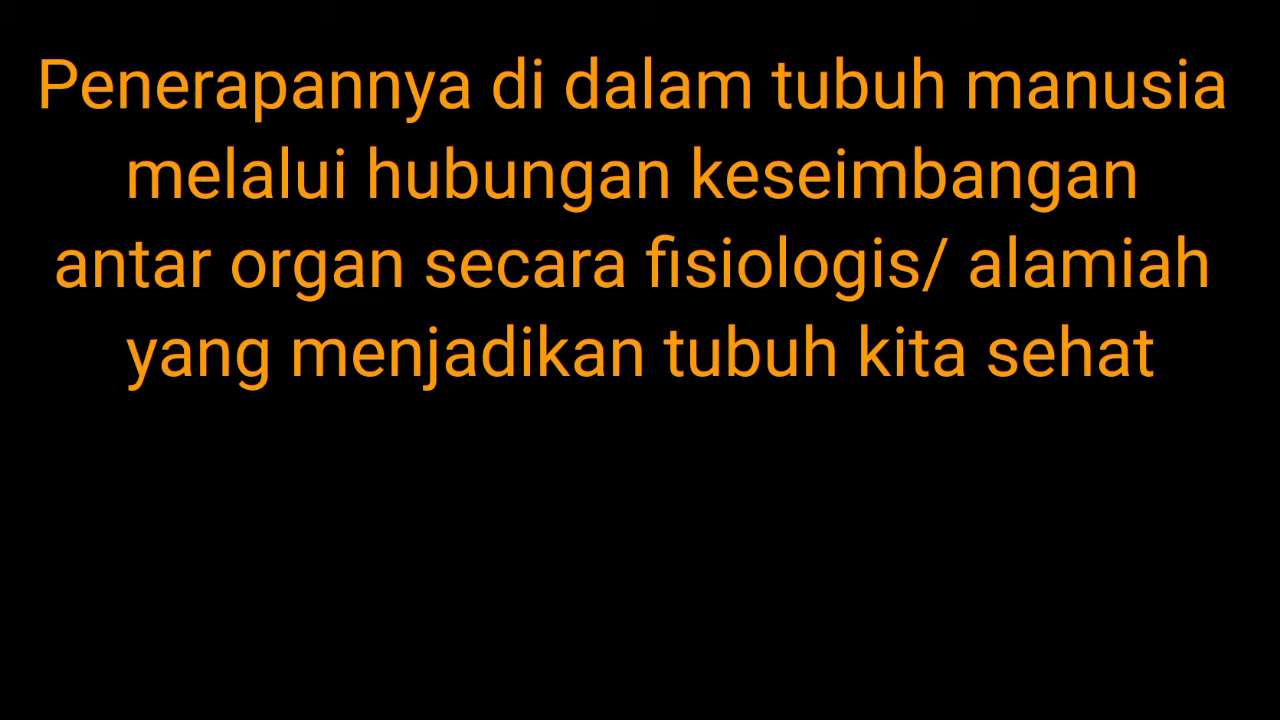 Penerapannya di dalam tubuh manusia
melalui hubungan keseimbangan
antar organ secara fisiologis/ alamiah
yang menjadikan tubuh kita sehat